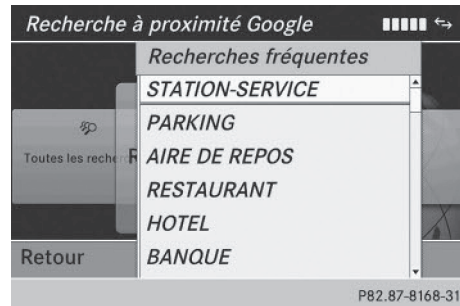 Recherche à proximité Google
Recherches fréquentes
STATION-SERVICE
PARKING
Toutes les reche
R
AIRE DE REPOS
RESTAURANT
HOTEL
Retour
BANQUE
P82.87-8168-31